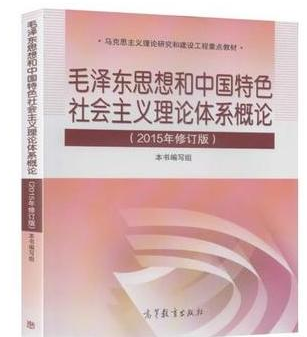 ·马克思主义理论研究和建设工程重点教材·
毛泽东思想和中国特色
社会主义理论体系概论
(2015年修订版)
本书编写组
高等教育出版社
毛泽东思想和中国特色社会主义理论体系概论
(2015年修订版)
本书编写组